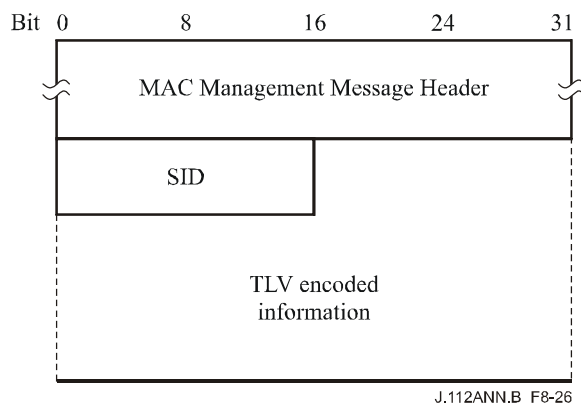 Bit 0 8 16 24 31
MAC Management Message Header
SID
TLV encoded
information
J.112ANN.B F8-26